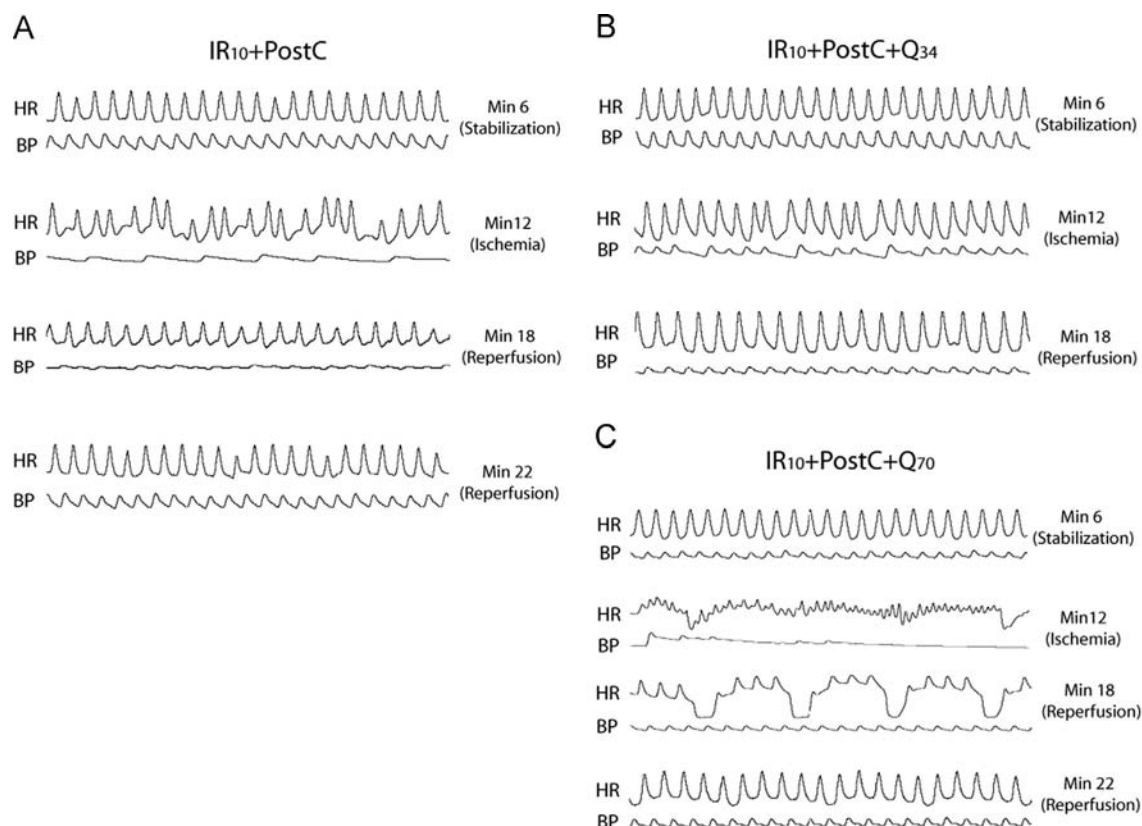 A
IR10+PostC
HR
BP
Min 6
(Stabilization)
HR
BP
Min12
(Ischemia)
HR
BP
Min 18
(Reperfusion)
HR
BP
Min 22
(Reperfusion)
B
IR10+PostC+Q34
HR
BP
Min 6
(Stabilization)
HR
BP
Min12
(Ischemia)
HR
BP
Min 18
(Reperfusion)
C
IR10+PostC+Q70
HR
BP
Min 6
(Stabilization)
HR
BP
Min12
(Ischemia)
HR
BP
Min 18
(Reperfusion)
HR
BP
Min 22
(Reperfusion)